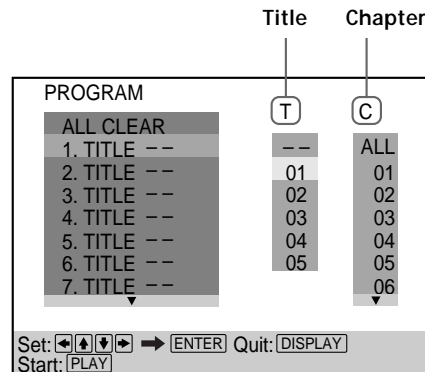 Title Chapter
PROGRAM
T C
ALL CLEAR
1. TITLE – – – – ALL
2. TITLE – – 01 01
3. TITLE – – 02 02
4. TITLE – – 03 03
5. TITLE – – 04 04
6. TITLE – – 05 05
7. TITLE – – 06
Set: ←↑↓→ → ENTER Quit: DISPLAY
Start: PLAY